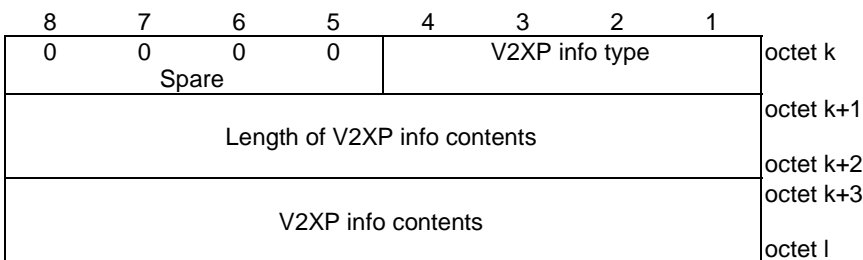 8 7 6 5 4 3 2 1
0 0 0 0 V2XP info type octet k
Spare
octet k+1
Length of V2XP info contents
octet k+2
octet k+3
V2XP info contents
octet l